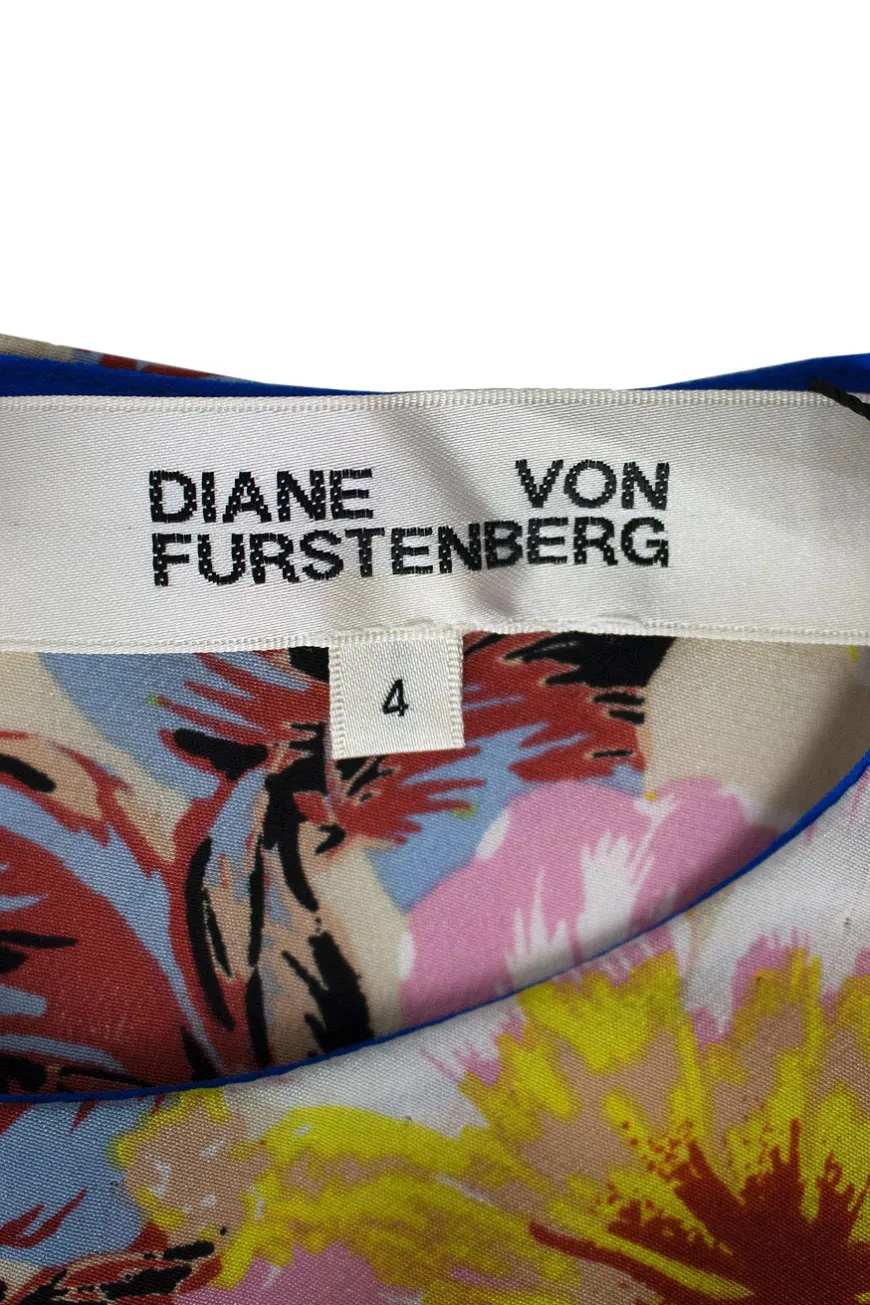 DIANE VON
FURSTENBERG
4